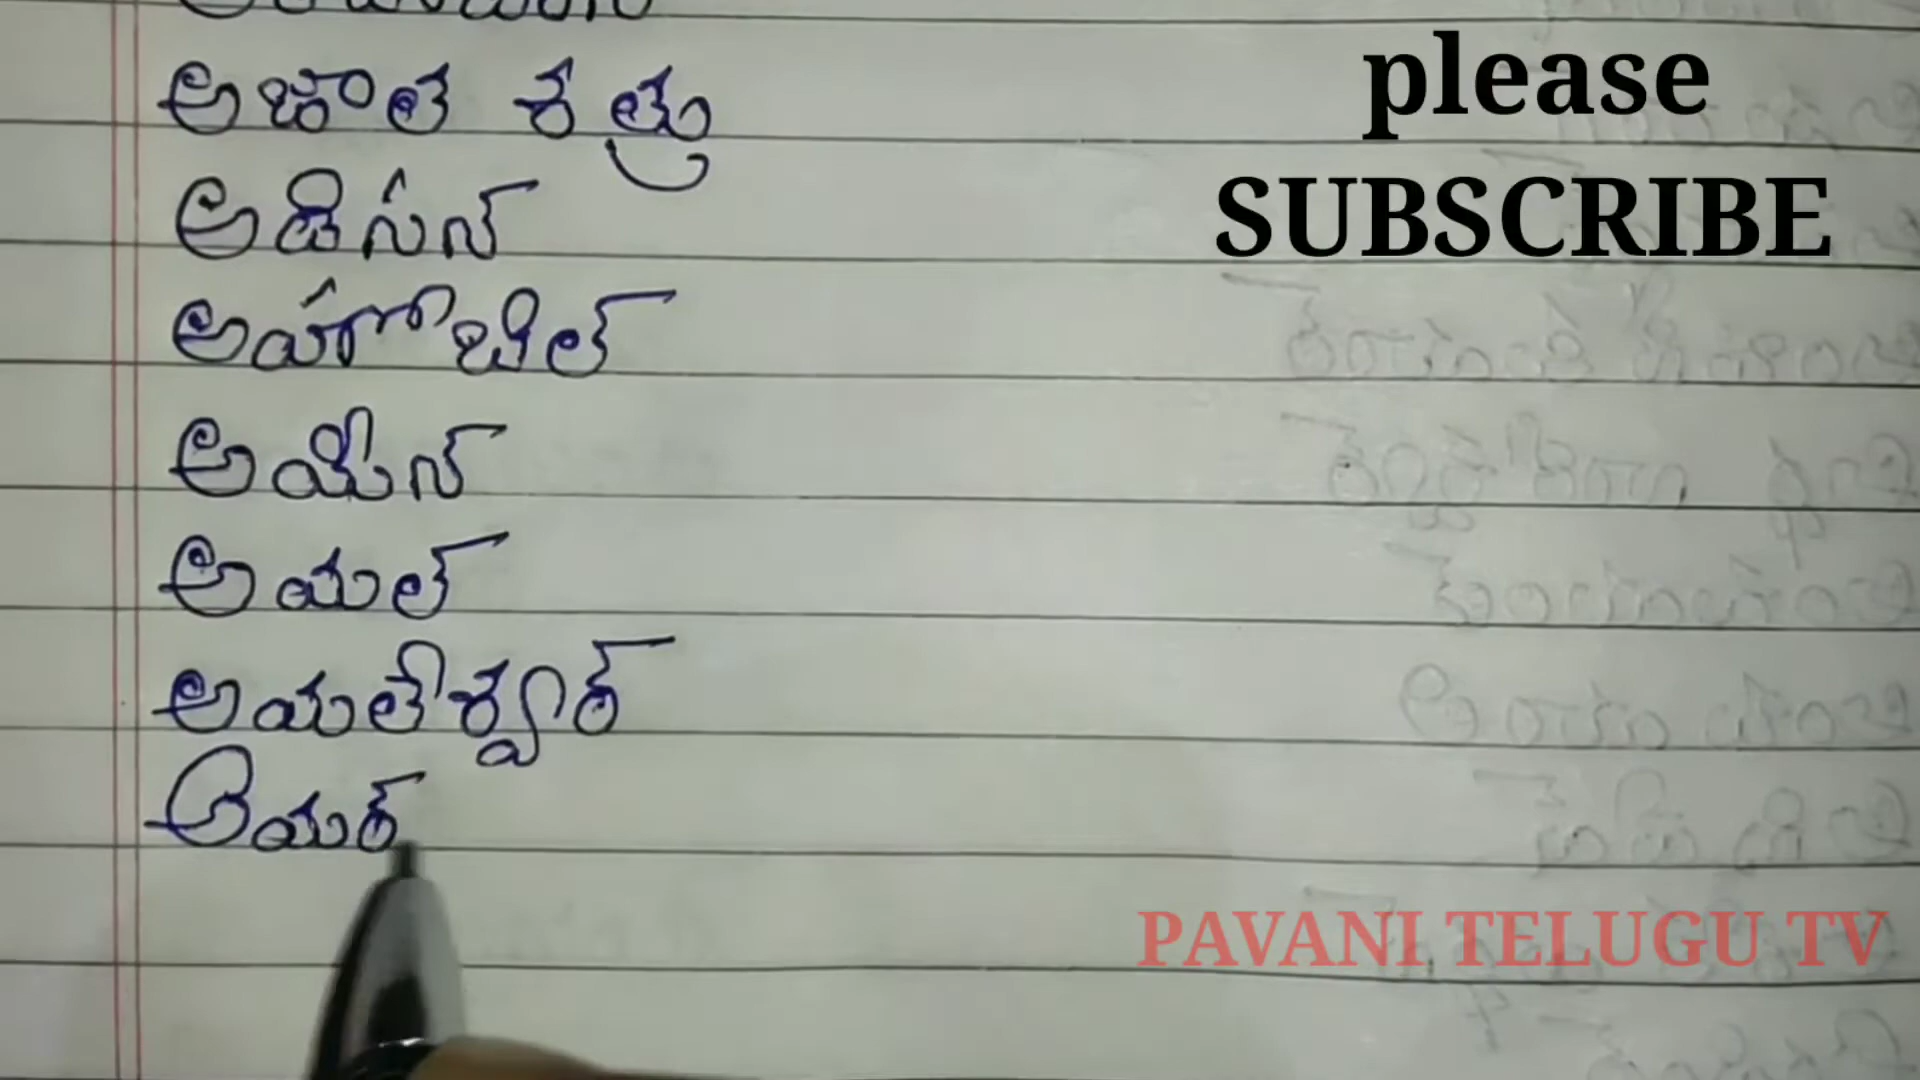 please
SUBSCRIBE
అజాత శత్రు
అడిసన్
అహోబిల్
అమీన్
అమల్
అమలేశ్వర్
అమర్
PAVANI TELUGU TV